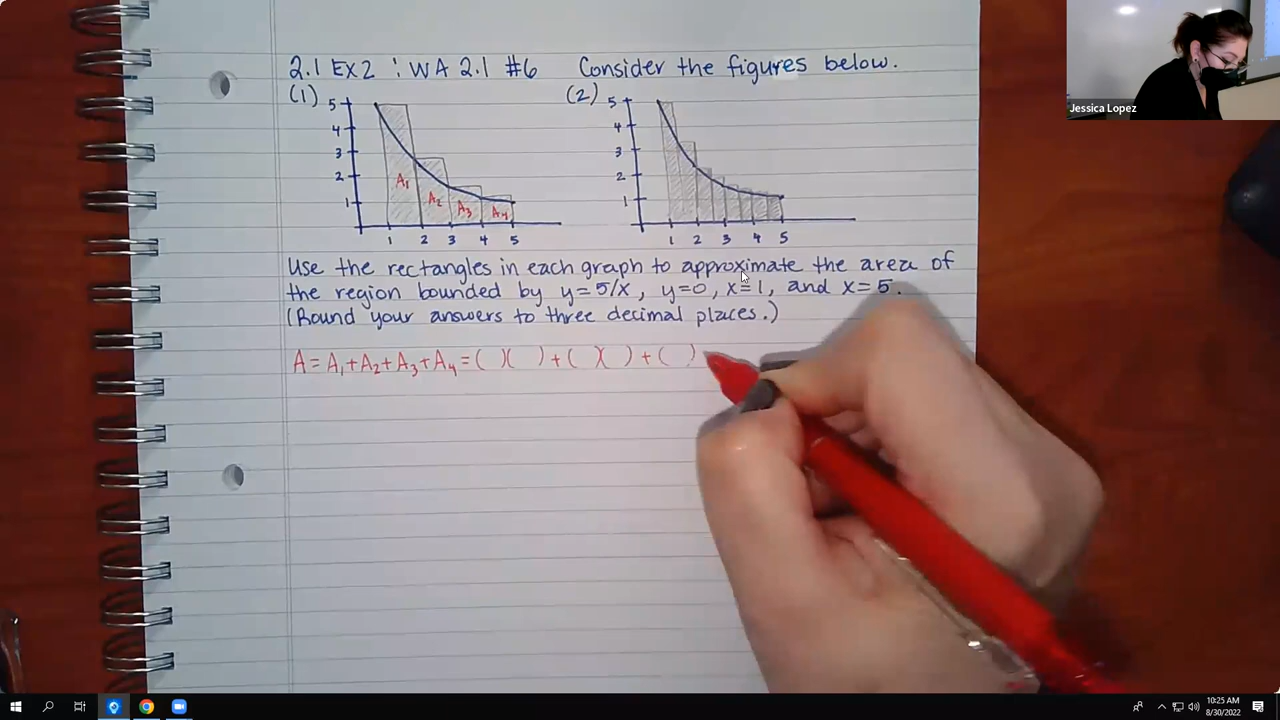 2.1 EX2 : WA 2.1 #6 Consider the figures below.
(1) (2)
5 5
4 4
3 3
2 2
1 1
A₁ A₂ A₃ A₄
1 2 3 4 5 1 2 3 4 5
Use the rectangles in each graph to approximate the area of
the region bounded by y=5/x, y=0, x=1, and x=5.
(Round your answers to three decimal places.)
A=A₁+A₂+A₃+A₄=( )( )+( )( )+( )
Jessica Lopez
10:25 AM
8/30/2022